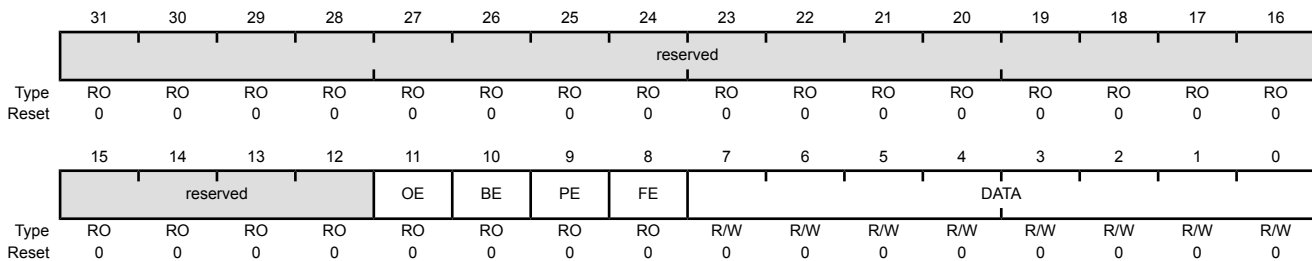 31 30 29 28 27 26 25 24 23 22 21 20 19 18 17 16
reserved
Type RO RO RO RO RO RO RO RO RO RO RO RO RO RO RO RO
Reset 0 0 0 0 0 0 0 0 0 0 0 0 0 0 0 0
15 14 13 12 11 10 9 8 7 6 5 4 3 2 1 0
reserved OE BE PE FE DATA
Type RO RO RO RO RO RO RO RO R/W R/W R/W R/W R/W R/W R/W R/W
Reset 0 0 0 0 0 0 0 0 0 0 0 0 0 0 0 0